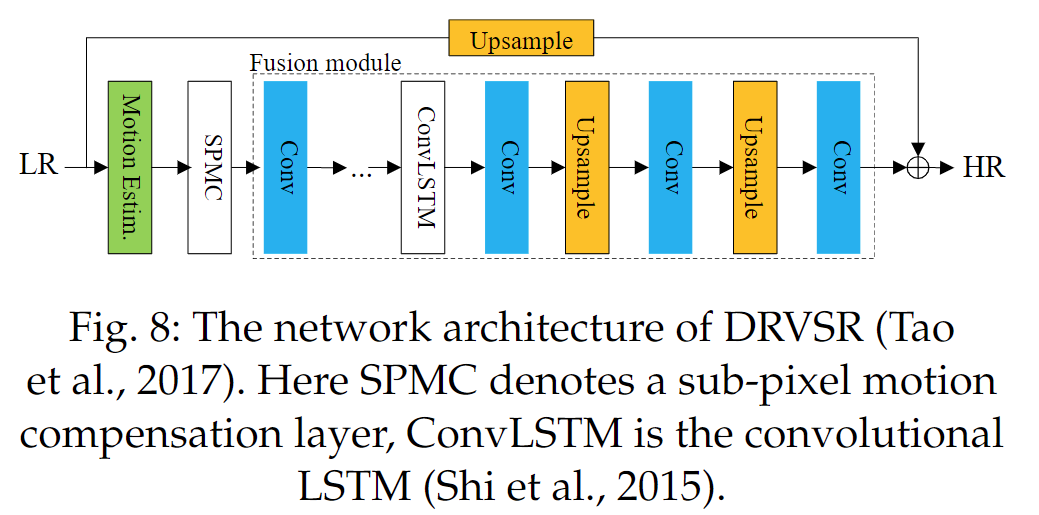 Upsample
Fusion module
LR
Motion Estim.
SPMC
Conv
...
ConvLSTM
Conv
Upsample
Conv
Upsample
Conv
HR
Fig. 8: The network architecture of DRVSR (Tao
et al., 2017). Here SPMC denotes a sub-pixel motion
compensation layer, ConvLSTM is the convolutional
LSTM (Shi et al., 2015).